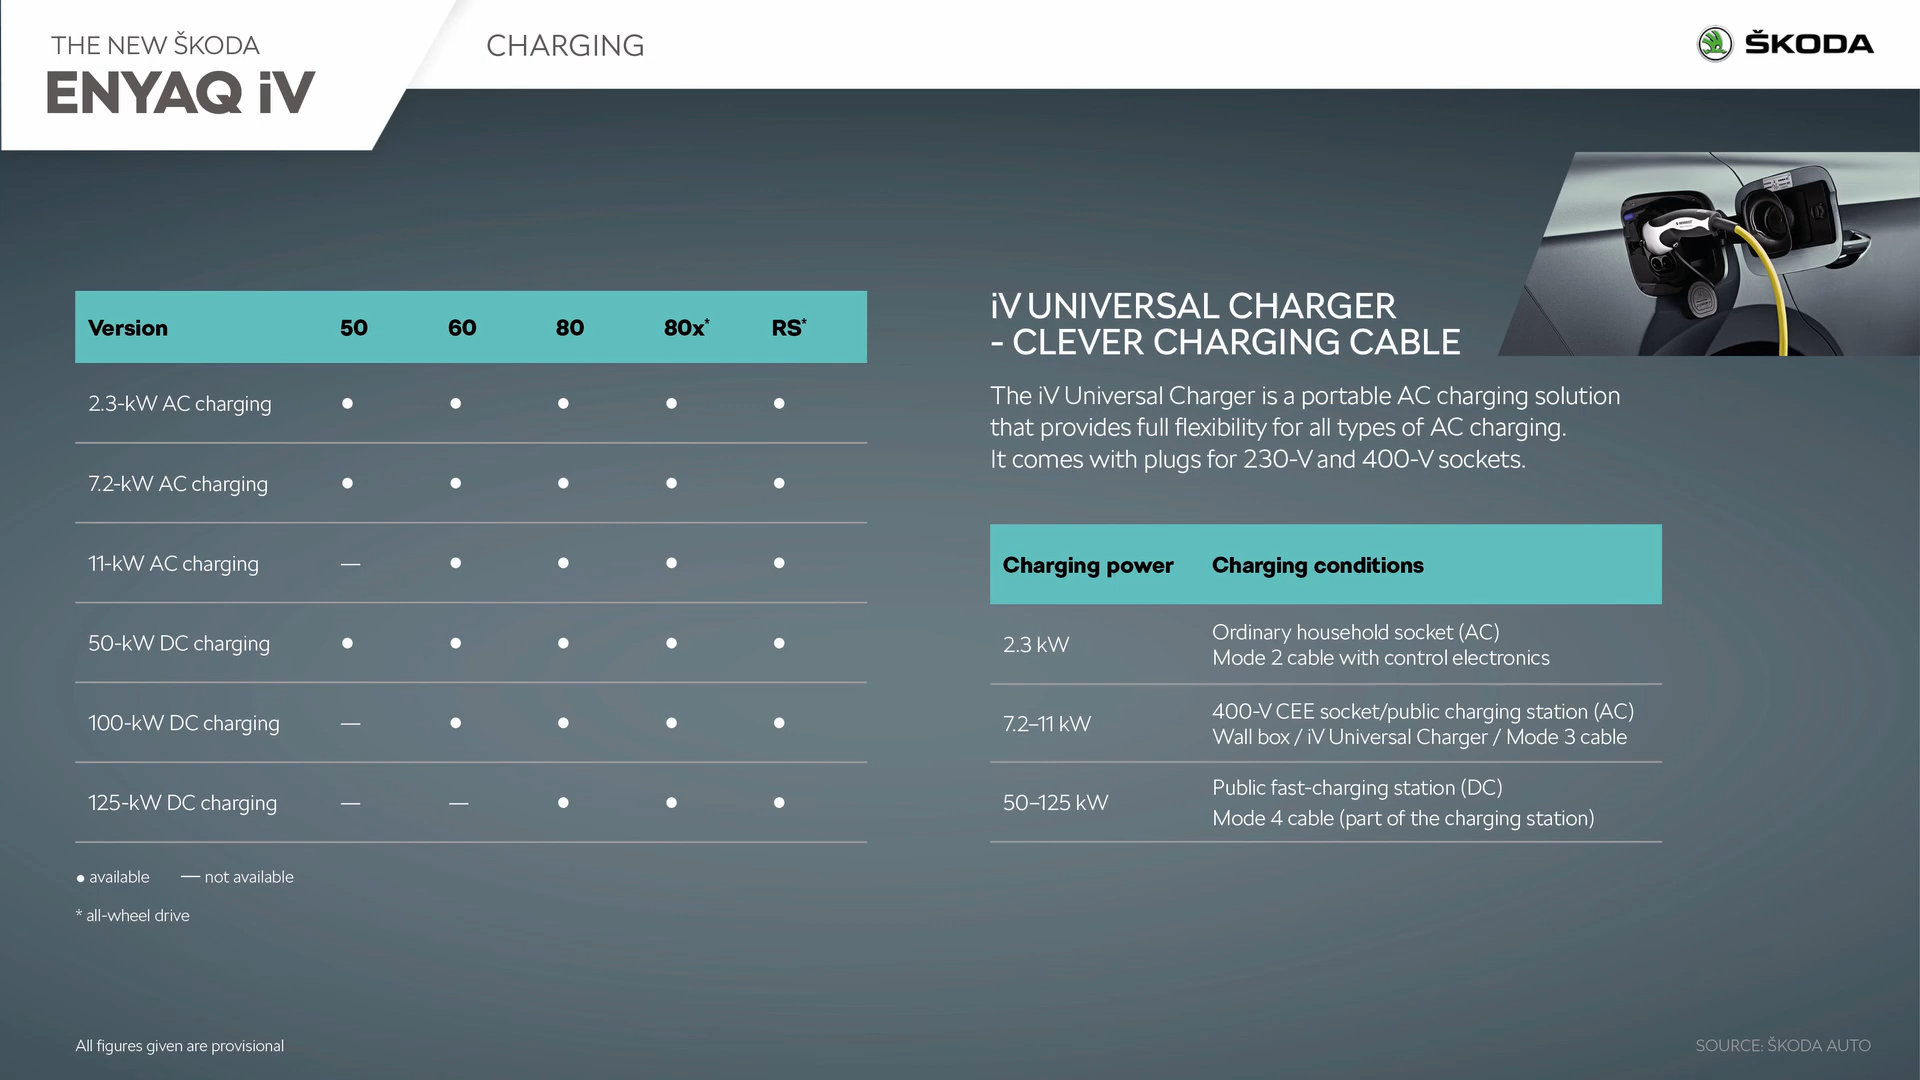 THE NEW ŠKODA
ENYAQ iV
CHARGING
ŠKODA
Version 50 60 80 80x* RS*
2.3-kW AC charging ● ● ● ● ●
7.2-kW AC charging ● ● ● ● ●
11-kW AC charging — ● ● ● ●
50-kW DC charging ● ● ● ● ●
100-kW DC charging — ● ● ● ●
125-kW DC charging — — ● ● ●
● available — not available
* all-wheel drive
iV UNIVERSAL CHARGER
- CLEVER CHARGING CABLE
The iV Universal Charger is a portable AC charging solution
that provides full flexibility for all types of AC charging.
It comes with plugs for 230-V and 400-V sockets.
Charging power Charging conditions
2.3 kW Ordinary household socket (AC)
Mode 2 cable with control electronics
7.2–11 kW 400-V CEE socket/public charging station (AC)
Wall box / iV Universal Charger / Mode 3 cable
50–125 kW Public fast-charging station (DC)
Mode 4 cable (part of the charging station)
All figures given are provisional
SOURCE: ŠKODA AUTO